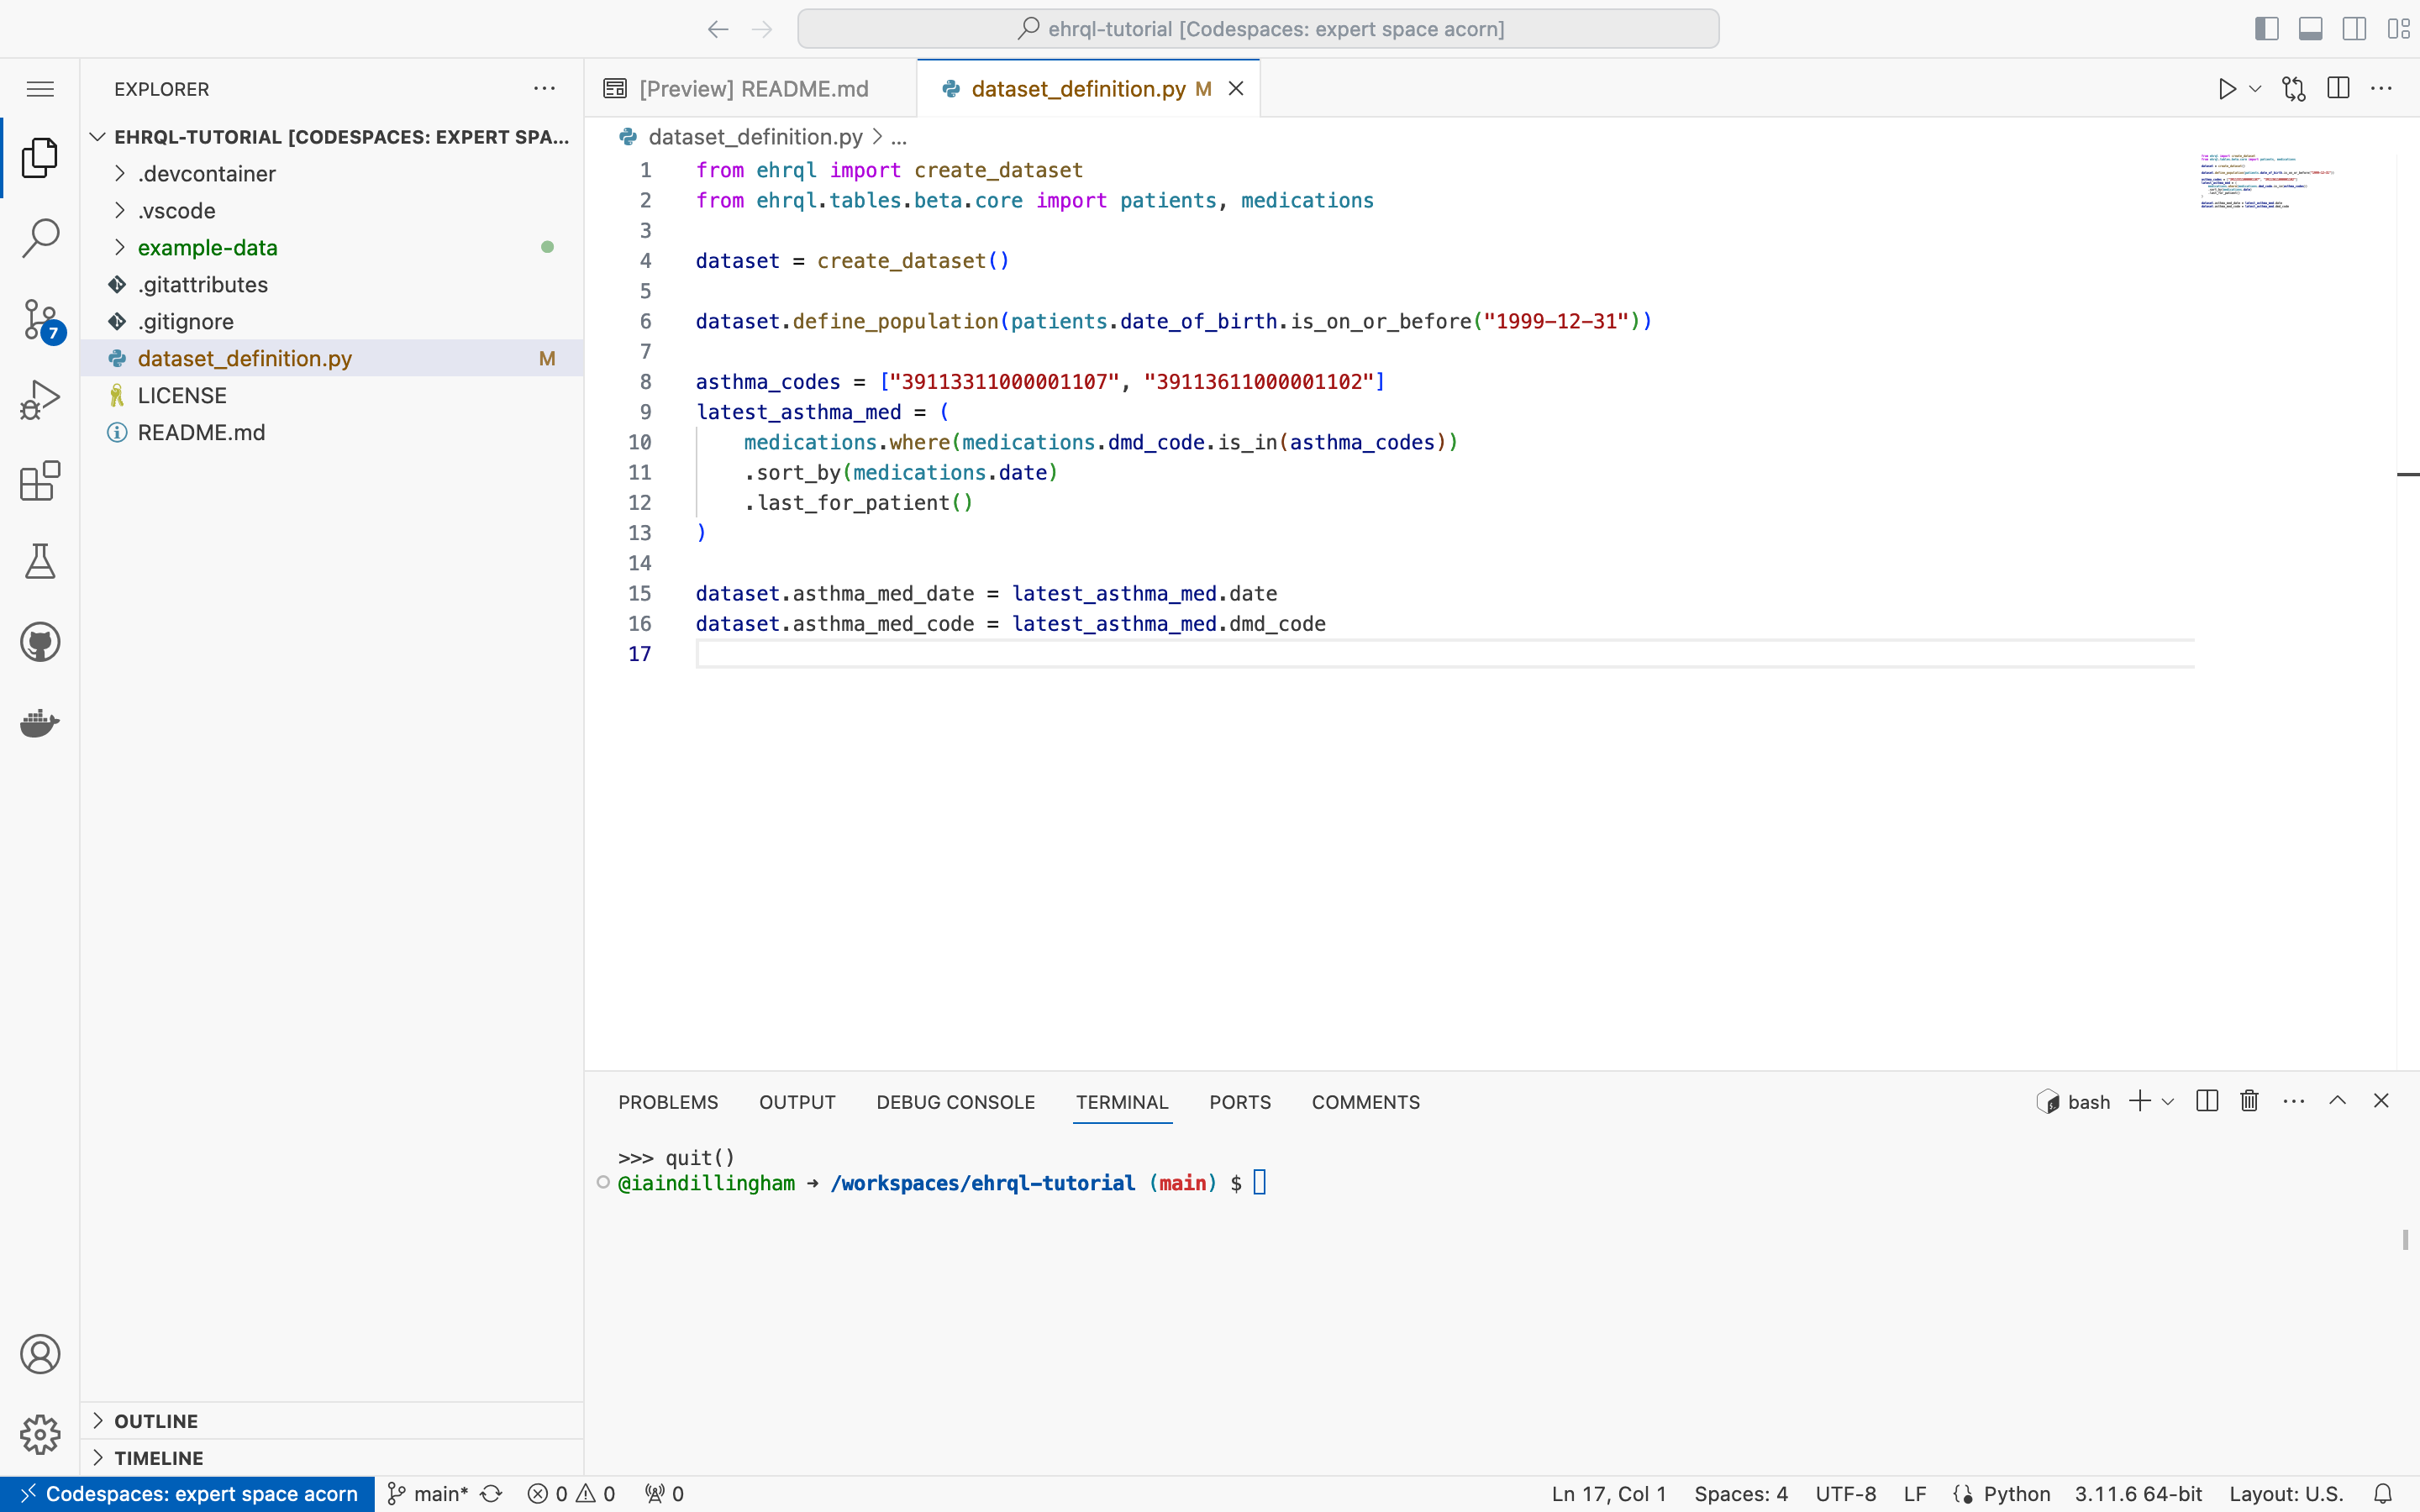 ehrql-tutorial [Codespaces: expert space acorn]
EXPLORER
[Preview] README.md
dataset_definition.py M
EHRQL-TUTORIAL [CODESPACES: EXPERT SPA...
.devcontainer
.vscode
example-data
.gitattributes
.gitignore
dataset_definition.py M
LICENSE
README.md
7
dataset_definition.py > ...
1 from ehrql import create_dataset
2 from ehrql.tables.beta.core import patients, medications
3
4 dataset = create_dataset()
5
6 dataset.define_population(patients.date_of_birth.is_on_or_before("1999-12-31"))
7
8 asthma_codes = ["39113311000001107", "39113611000001102"]
9 latest_asthma_med = (
10     medications.where(medications.dmd_code.is_in(asthma_codes))
11     .sort_by(medications.date)
12     .last_for_patient()
13 )
14
15 dataset.asthma_med_date = latest_asthma_med.date
16 dataset.asthma_med_code = latest_asthma_med.dmd_code
17
PROBLEMS OUTPUT DEBUG CONSOLE TERMINAL PORTS COMMENTS
bash
>>> quit()
@iaindillingham → /workspaces/ehrql-tutorial (main) $
OUTLINE
TIMELINE
Codespaces: expert space acorn main* 0 0 0 Ln 17, Col 1 Spaces: 4 UTF-8 LF Python 3.11.6 64-bit Layout: U.S.